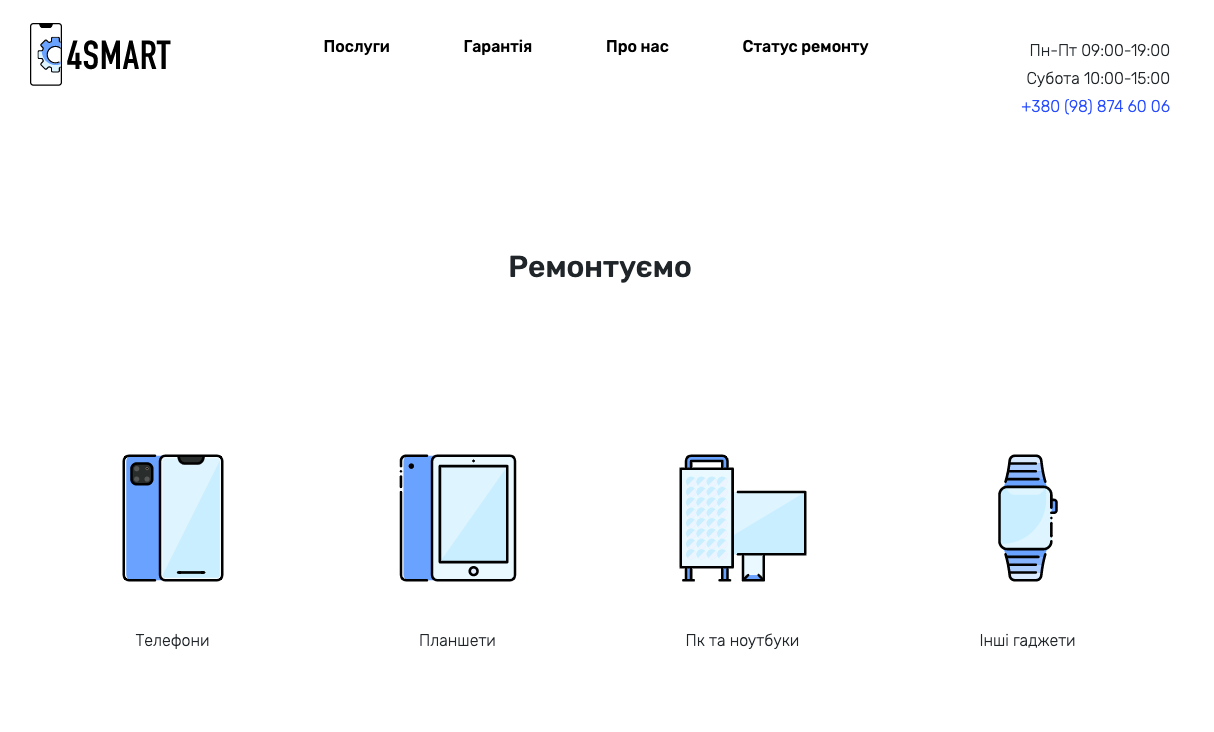 4SMART
Послуги Гарантія Про нас Статус ремонту
Пн-Пт 09:00-19:00
Субота 10:00-15:00
+380 (98) 874 60 06
Ремонтуємо
Телефони Планшети Пк та ноутбуки Інші гаджети